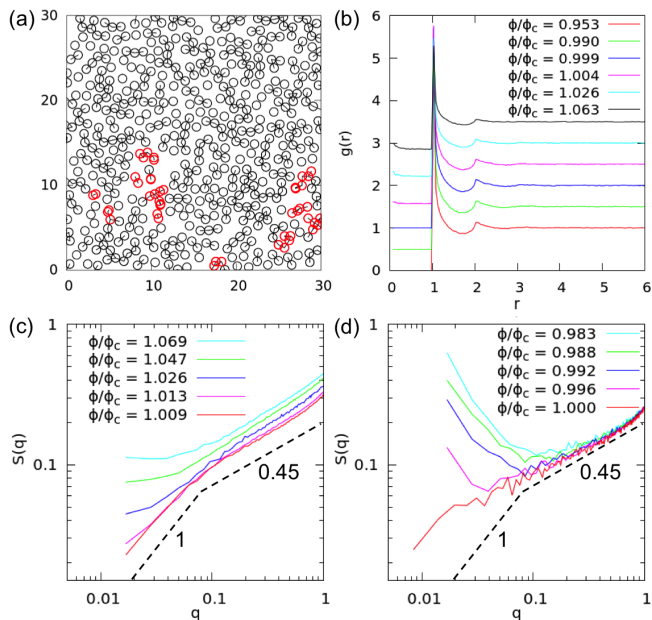 (a)
30
20
10
0
0 10 20 30
(b)
6
5
4
3
2
1
0
g(r)
ϕ/ϕc = 0.953
ϕ/ϕc = 0.990
ϕ/ϕc = 0.999
ϕ/ϕc = 1.004
ϕ/ϕc = 1.026
ϕ/ϕc = 1.063
0 1 2 3 4 5 6
r
(c)
1
0.1
S(q)
ϕ/ϕc = 1.069
ϕ/ϕc = 1.047
ϕ/ϕc = 1.026
ϕ/ϕc = 1.013
ϕ/ϕc = 1.009
0.45
1
0.01 0.1 1
q
(d)
1
0.1
S(q)
ϕ/ϕc = 0.983
ϕ/ϕc = 0.988
ϕ/ϕc = 0.992
ϕ/ϕc = 0.996
ϕ/ϕc = 1.000
0.45
1
0.01 0.1 1
q